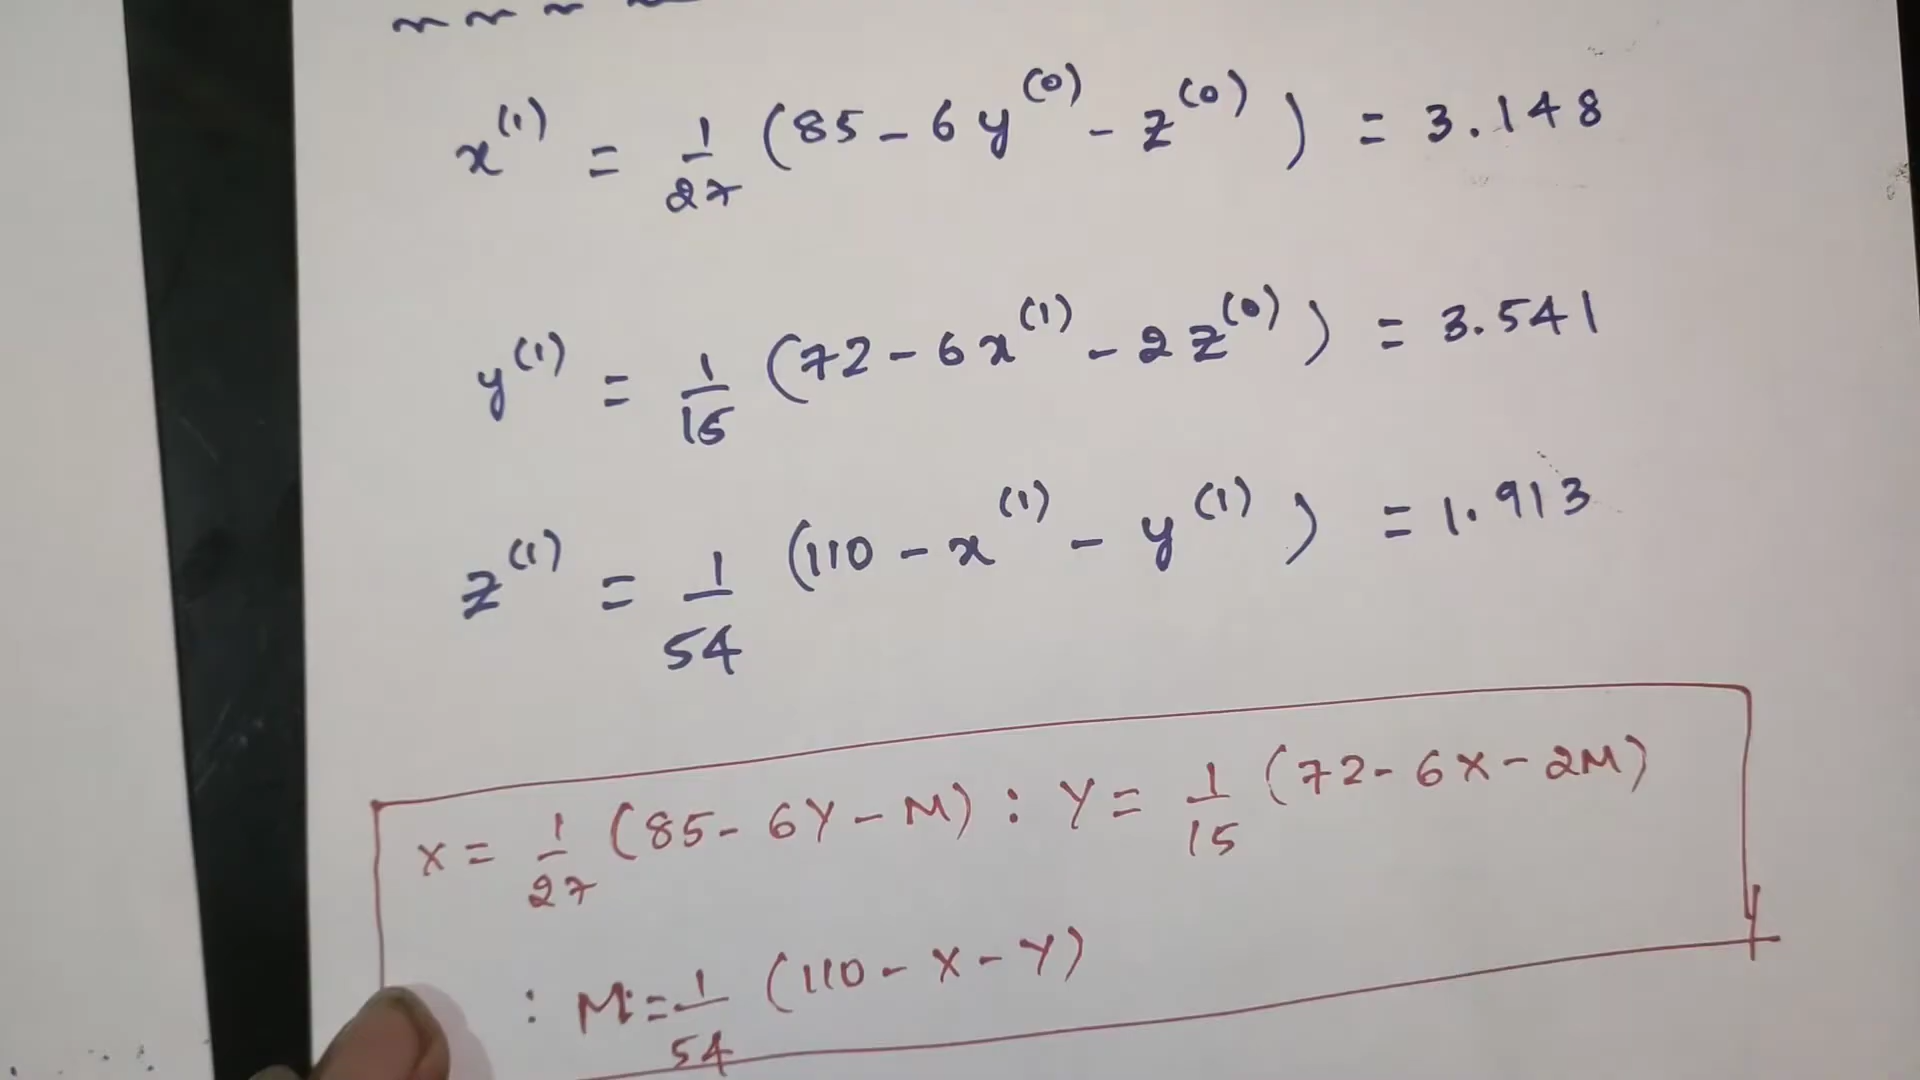 x^(1) = 1/27 (85 - 6y^(0) - z^(0)) = 3.148
y^(1) = 1/15 (72 - 6x^(1) - 2z^(0)) = 3.541
z^(1) = 1/54 (110 - x^(1) - y^(1)) = 1.913
X = 1/27 (85 - 6Y - M) : Y = 1/15 (72 - 6X - 2M)
: M = 1/54 (110 - X - Y)